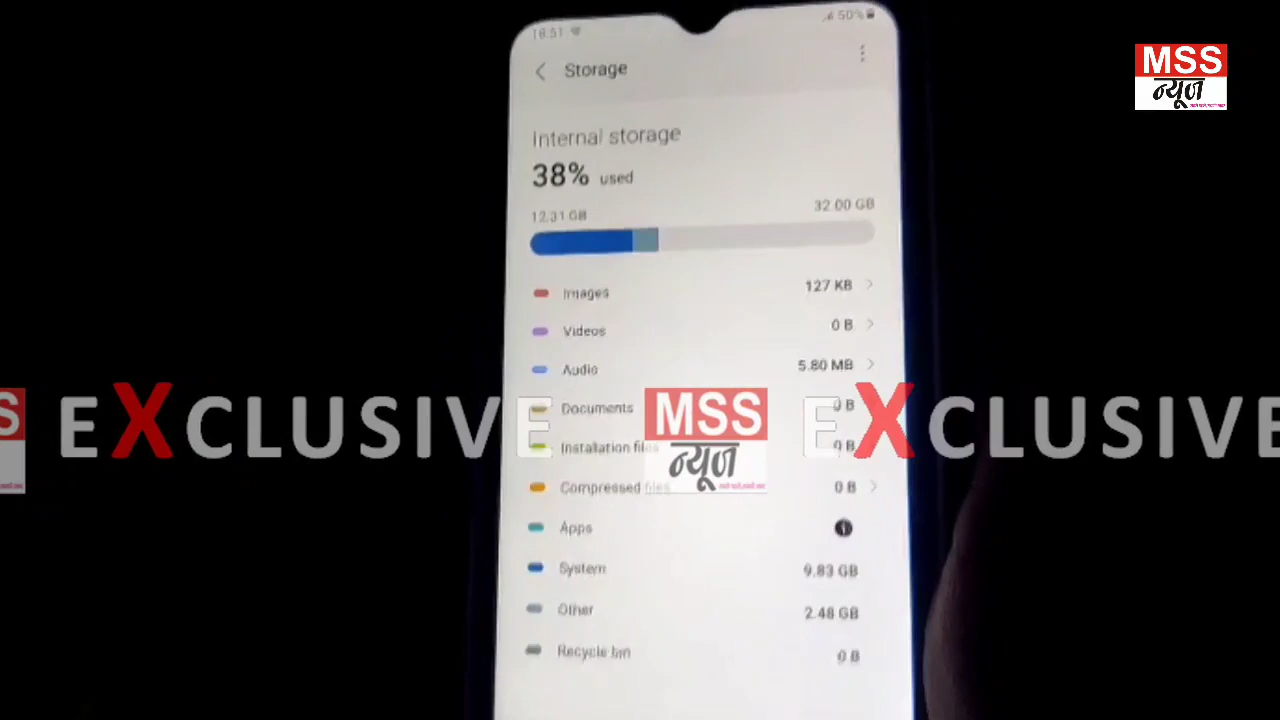 18:51
50%
MSS
न्यूज
Storage
Internal storage
38% used
12.31 GB
32.00 GB
Images 127 KB
Videos 0 B
Audio 5.80 MB
Documents 0 B
S EXCLUSIVE MSS EXCLUSIVE
न्यूज
Installation files 0 B
Compressed files 0 B
Apps
System 9.83 GB
Other 2.48 GB
Recycle bin 0 B